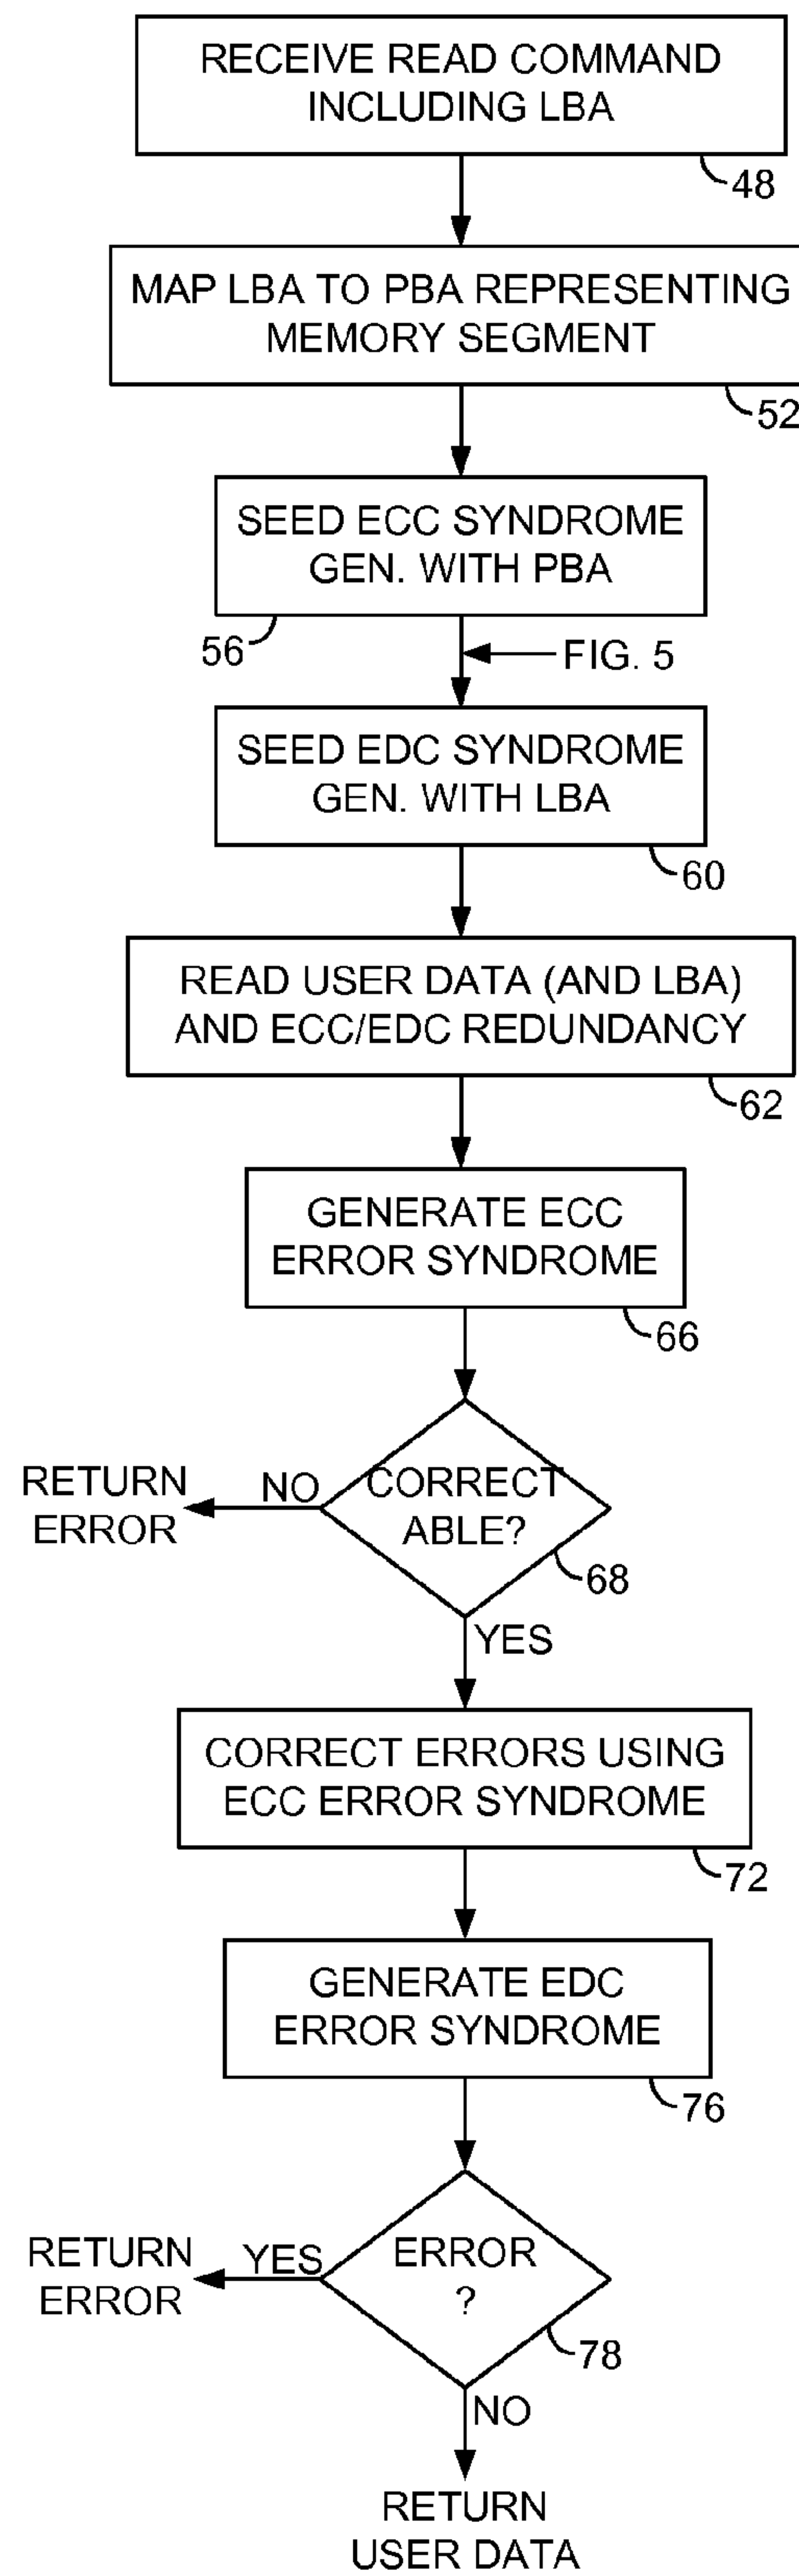 RECEIVE READ COMMAND
INCLUDING LBA
48
MAP LBA TO PBA REPRESENTING
MEMORY SEGMENT
52
SEED ECC SYNDROME
GEN. WITH PBA
56
FIG. 5
SEED EDC SYNDROME
GEN. WITH LBA
60
READ USER DATA (AND LBA)
AND ECC/EDC REDUNDANCY
62
GENERATE ECC
ERROR SYNDROME
66
RETURN
ERROR
NO
CORRECT
ABLE?
68
YES
CORRECT ERRORS USING
ECC ERROR SYNDROME
72
GENERATE EDC
ERROR SYNDROME
76
RETURN
ERROR
YES
ERROR
?
78
NO
RETURN
USER DATA